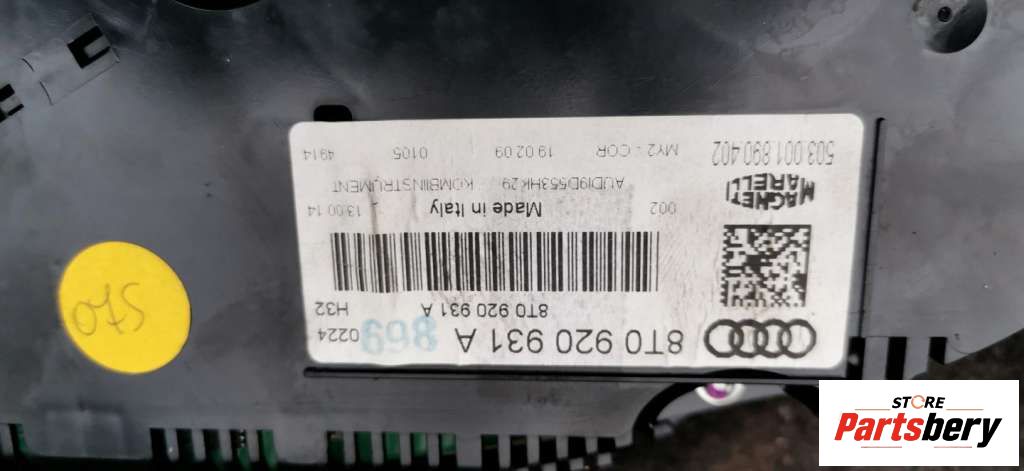 8T0 920 931 A
0224
869
8T0 920 931 A
H32
002
Made in Italy
13:00 14
MAGNETI
MARELLI
AUDI9D553HK29 - KOMBIINSTRUMENT
503.001.890.402
MY2 - COR
19.02.09
0105
4914
075
STORE
Partsbery